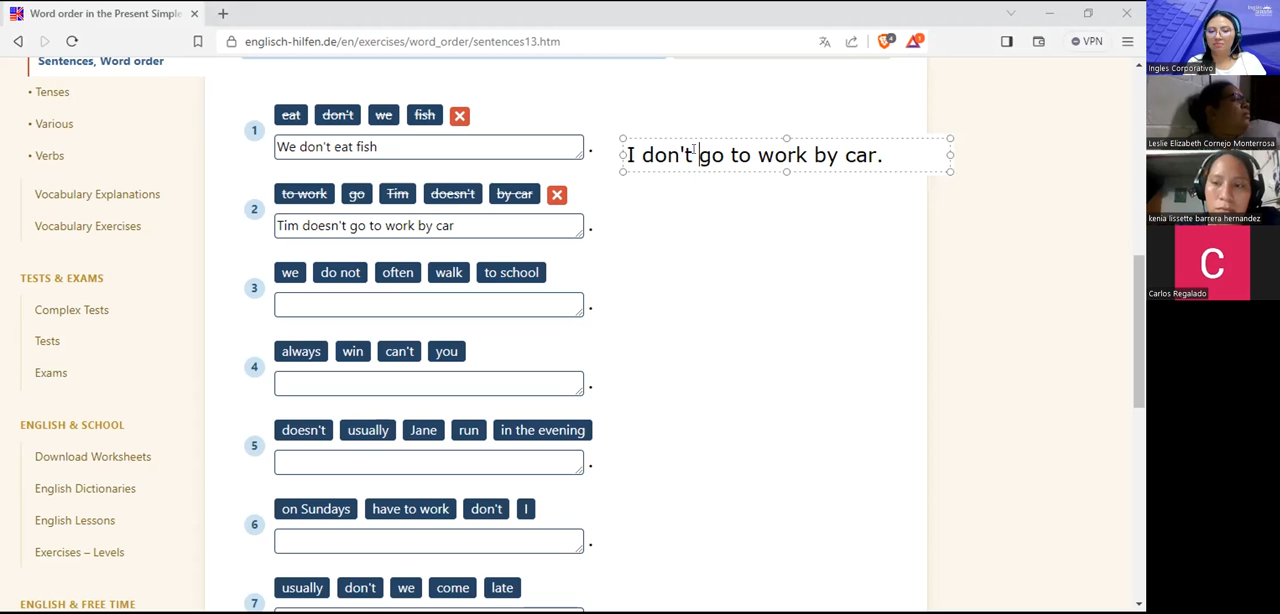 Word order in the Present Simple
englisch-hilfen.de/en/exercises/word_order/sentences13.htm
VPN
Sentences, Word order
• Tenses
• Various
• Verbs
Vocabulary Explanations
Vocabulary Exercises
TESTS & EXAMS
Complex Tests
Tests
Exams
ENGLISH & SCHOOL
Download Worksheets
English Dictionaries
English Lessons
Exercises – Levels
ENGLISH & FREE TIME
1
eat don't we fish
We don't eat fish .
2
to work go Tim doesn't by car
Tim doesn't go to work by car .
3
we do not often walk to school
.
4
always win can't you
.
5
doesn't usually Jane run in the evening
.
6
on Sundays have to work don't I
.
7
usually don't we come late
I don't go to work by car.
Ingles Corporativo
Leslie Elizabeth Cornejo Monterrosa
kenia lissette barrera hernandez
C
Carlos Regalado